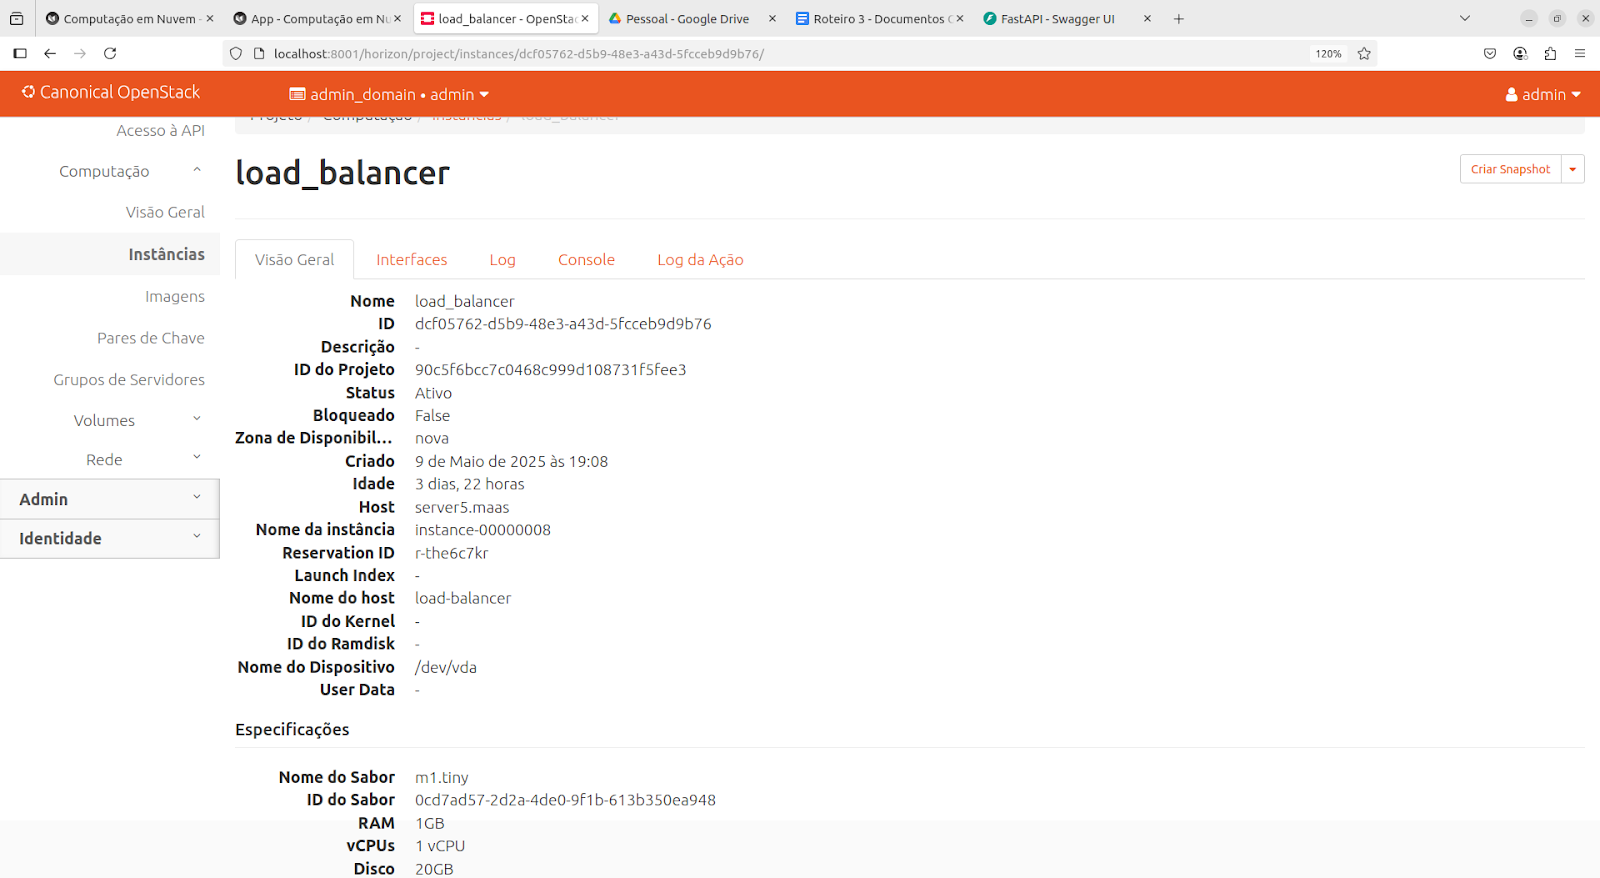 Computação em Nuvem -
App - Computação em Nu
load_balancer - OpenStac
Pessoal - Google Drive
Roteiro 3 - Documentos
FastAPI - Swagger UI
localhost:8001/horizon/project/instances/dcf05762-d5b9-48e3-a43d-5fcceb9d9b76/
120%
Canonical OpenStack
admin_domain • admin
admin
Projeto / Computação / Instâncias / load_balancer
Acesso à API
Computação
Visão Geral
Instâncias
Imagens
Pares de Chave
Grupos de Servidores
Volumes
Rede
Admin
Identidade
load_balancer
Criar Snapshot
Visão Geral
Interfaces
Log
Console
Log da Ação
Nome load_balancer
ID dcf05762-d5b9-48e3-a43d-5fcceb9d9b76
Descrição -
ID do Projeto 90c5f6bcc7c0468c999d108731f5fee3
Status Ativo
Bloqueado False
Zona de Disponibil... nova
Criado 9 de Maio de 2025 às 19:08
Idade 3 dias, 22 horas
Host server5.maas
Nome da instância instance-00000008
Reservation ID r-the6c7kr
Launch Index -
Nome do host load-balancer
ID do Kernel -
ID do Ramdisk -
Nome do Dispositivo /dev/vda
User Data -
Especificações
Nome do Sabor m1.tiny
ID do Sabor 0cd7ad57-2d2a-4de0-9f1b-613b350ea948
RAM 1GB
vCPUs 1 vCPU
Disco 20GB